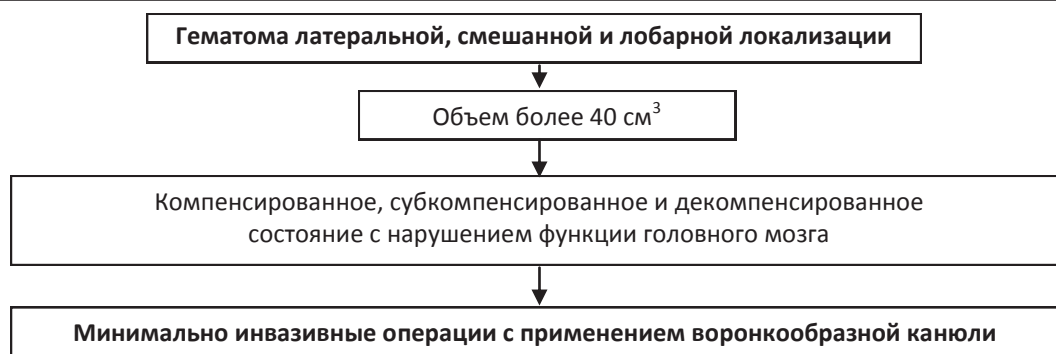 Гематома латеральной, смешанной и лобарной локализации
Объем более 40 см³
Компенсированное, субкомпенсированное и декомпенсированное
состояние с нарушением функции головного мозга
Минимально инвазивные операции с применением воронкообразной канюли